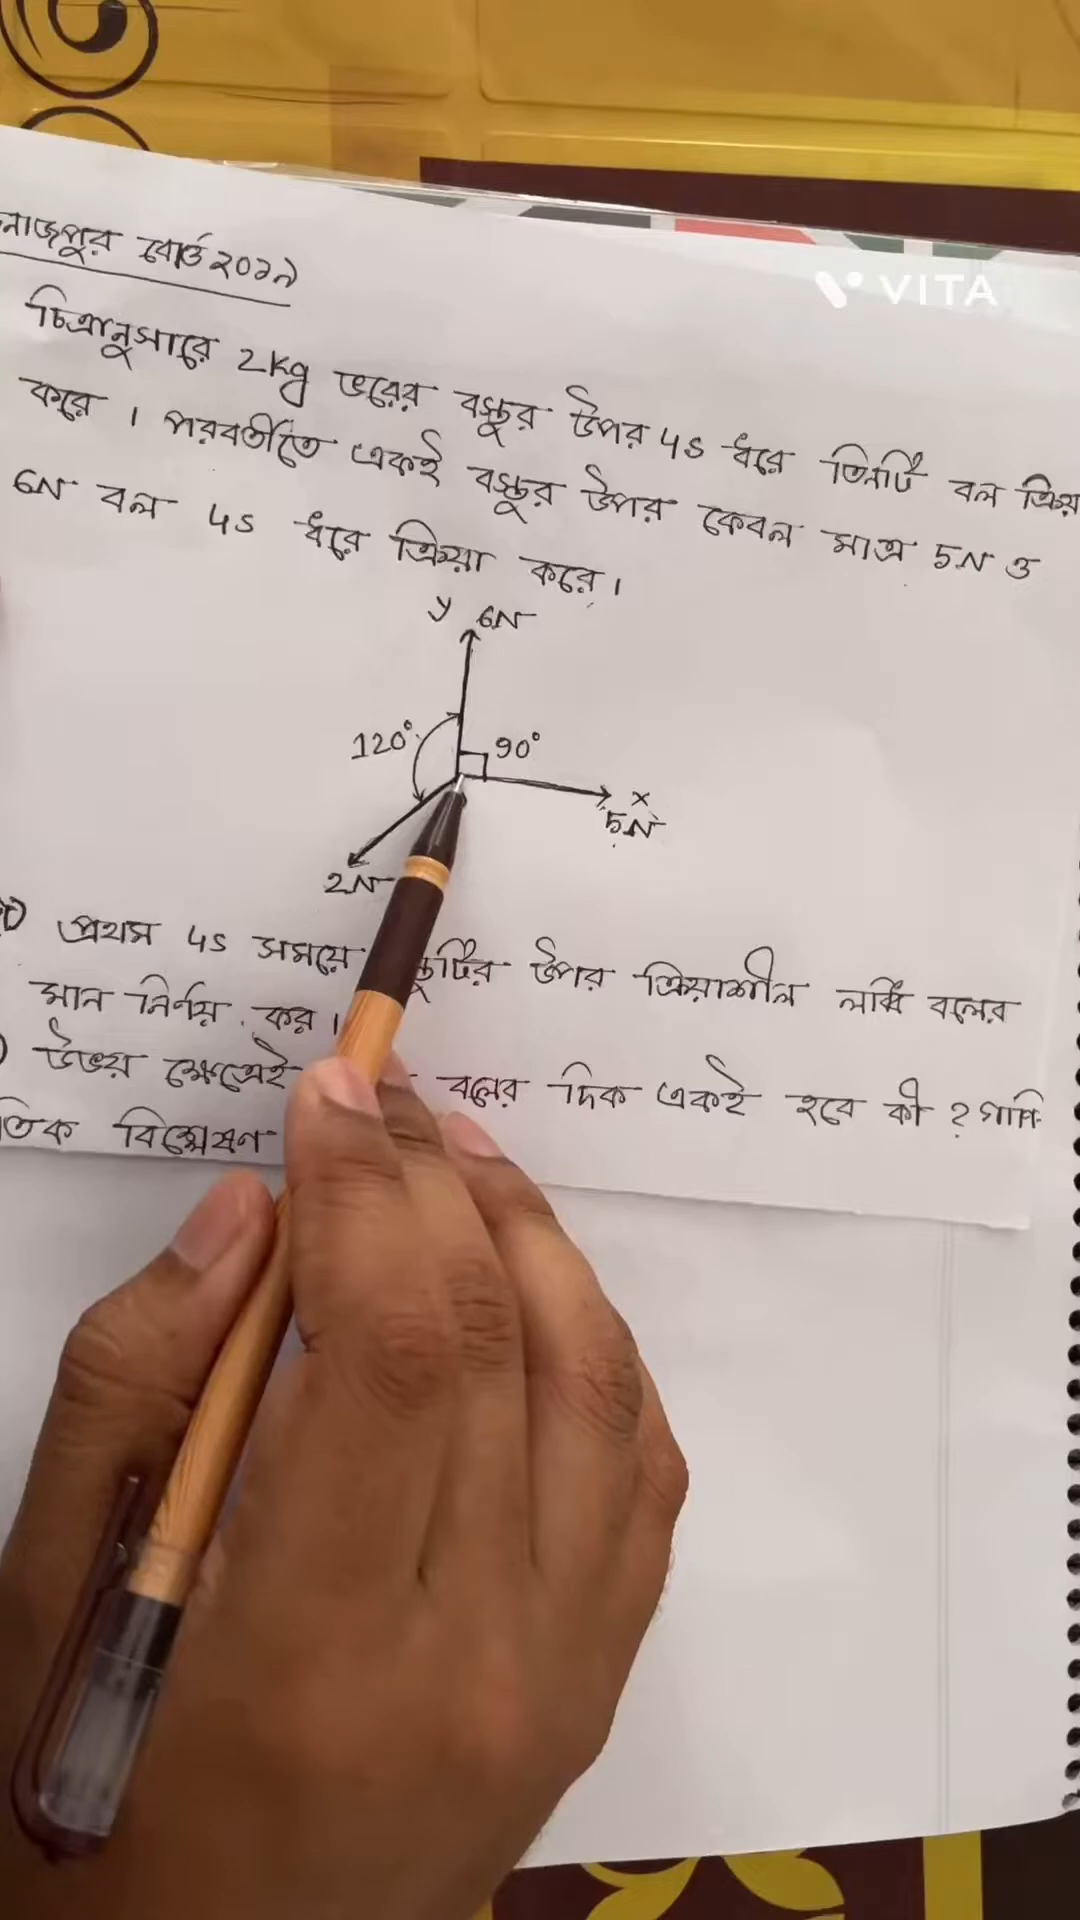 নাজপুর বোর্ড ২০১৯
VITA
চিত্রানুসারে 2kg ভরের বস্তুর উপর 4s ধরে তিনটি বল ক্রিয়
করে । পরবর্তীতে একই বস্তুর উপর কেবল মাত্র 5N ও
6N বল 4s ধরে ক্রিয়া করে।
y 6N
120° 90°
x
5N
2N
প্রথম 4s সময়ে স্তুটির উপর ক্রিয়াশীল লব্ধি বলের
মান নির্ণয় কর।
উভয় ক্ষেত্রেই বলের দিক একই হবে কী ? গাণি
তিক বিশ্লেষণ